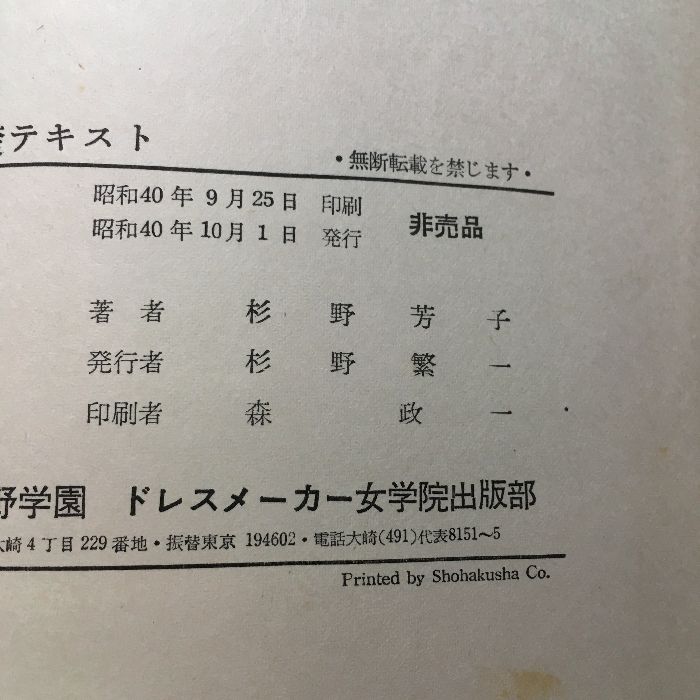 テキスト
・無断転載を禁じます・
昭和40年 9月25日 印刷
昭和40年10月 1日 発行
非売品
著者 杉野芳子
発行者 杉野繁一
印刷者 森政一
野学園 ドレスメーカー女学院出版部
大崎4丁目229番地・振替東京 194602・電話大崎(491)代表8151〜5
Printed by Shohakusha Co.